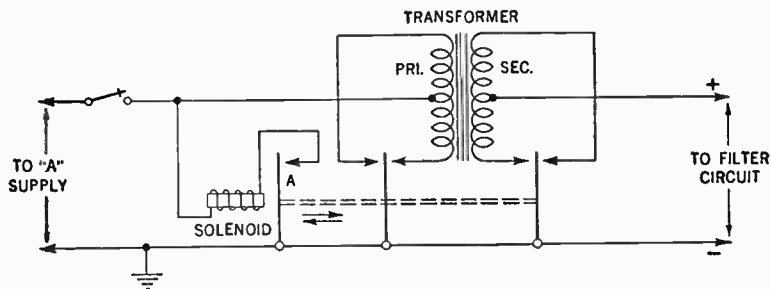 TRANSFORMER
PRI.
SEC.
+
TO "A"
SUPPLY
A
SOLENOID
TO FILTER
CIRCUIT
−